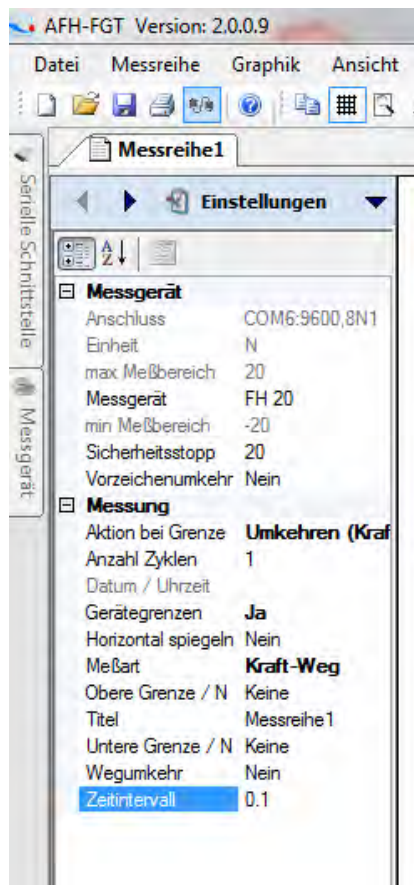 AFH-FGT Version: 2.0.0.9
Datei Messreihe Graphik Ansicht
Messreihe1
Serielle Schnittstelle
Messgerät
Einstellungen
Messgerät
Anschluss COM6:9600,8N1
Einheit N
max Meßbereich 20
Messgerät FH 20
min Meßbereich -20
Sicherheitsstopp 20
Vorzeichenumkehr Nein
Messung
Aktion bei Grenze Umkehren (Kraf
Anzahl Zyklen 1
Datum / Uhrzeit
Gerätegrenzen Ja
Horizontal spiegeln Nein
Meßart Kraft-Weg
Obere Grenze / N Keine
Titel Messreihe1
Untere Grenze / N Keine
Wegumkehr Nein
Zeitintervall 0.1